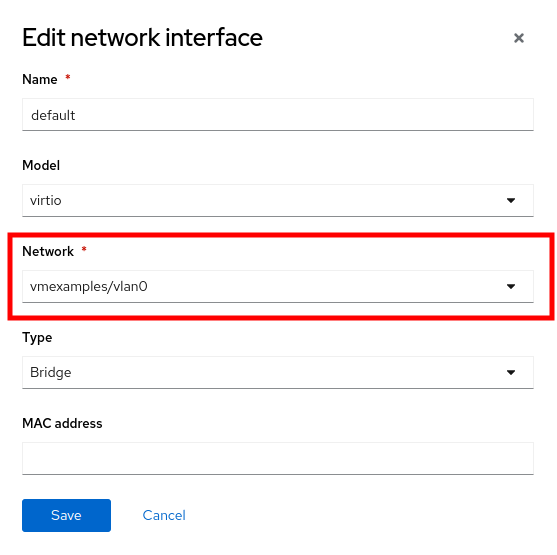 Edit network interface
Name *
default
Model
virtio
Network *
vmexamples/vlan0
Type
Bridge
MAC address
Save Cancel